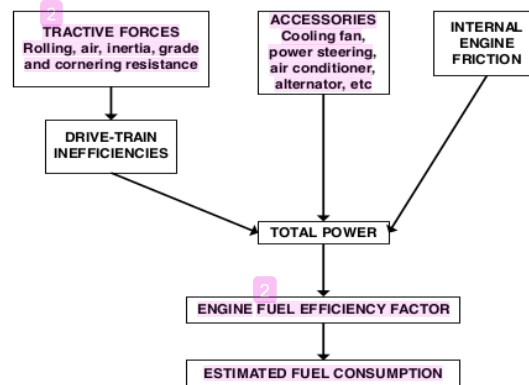 2
TRACTIVE FORCES
Rolling, air, inertia, grade
and cornering resistance
ACCESSORIES
Cooling fan,
power steering,
air conditioner,
alternator, etc
INTERNAL
ENGINE
FRICTION
DRIVE-TRAIN
INEFFICIENCIES
TOTAL POWER
2
ENGINE FUEL EFFICIENCY FACTOR
ESTIMATED FUEL CONSUMPTION